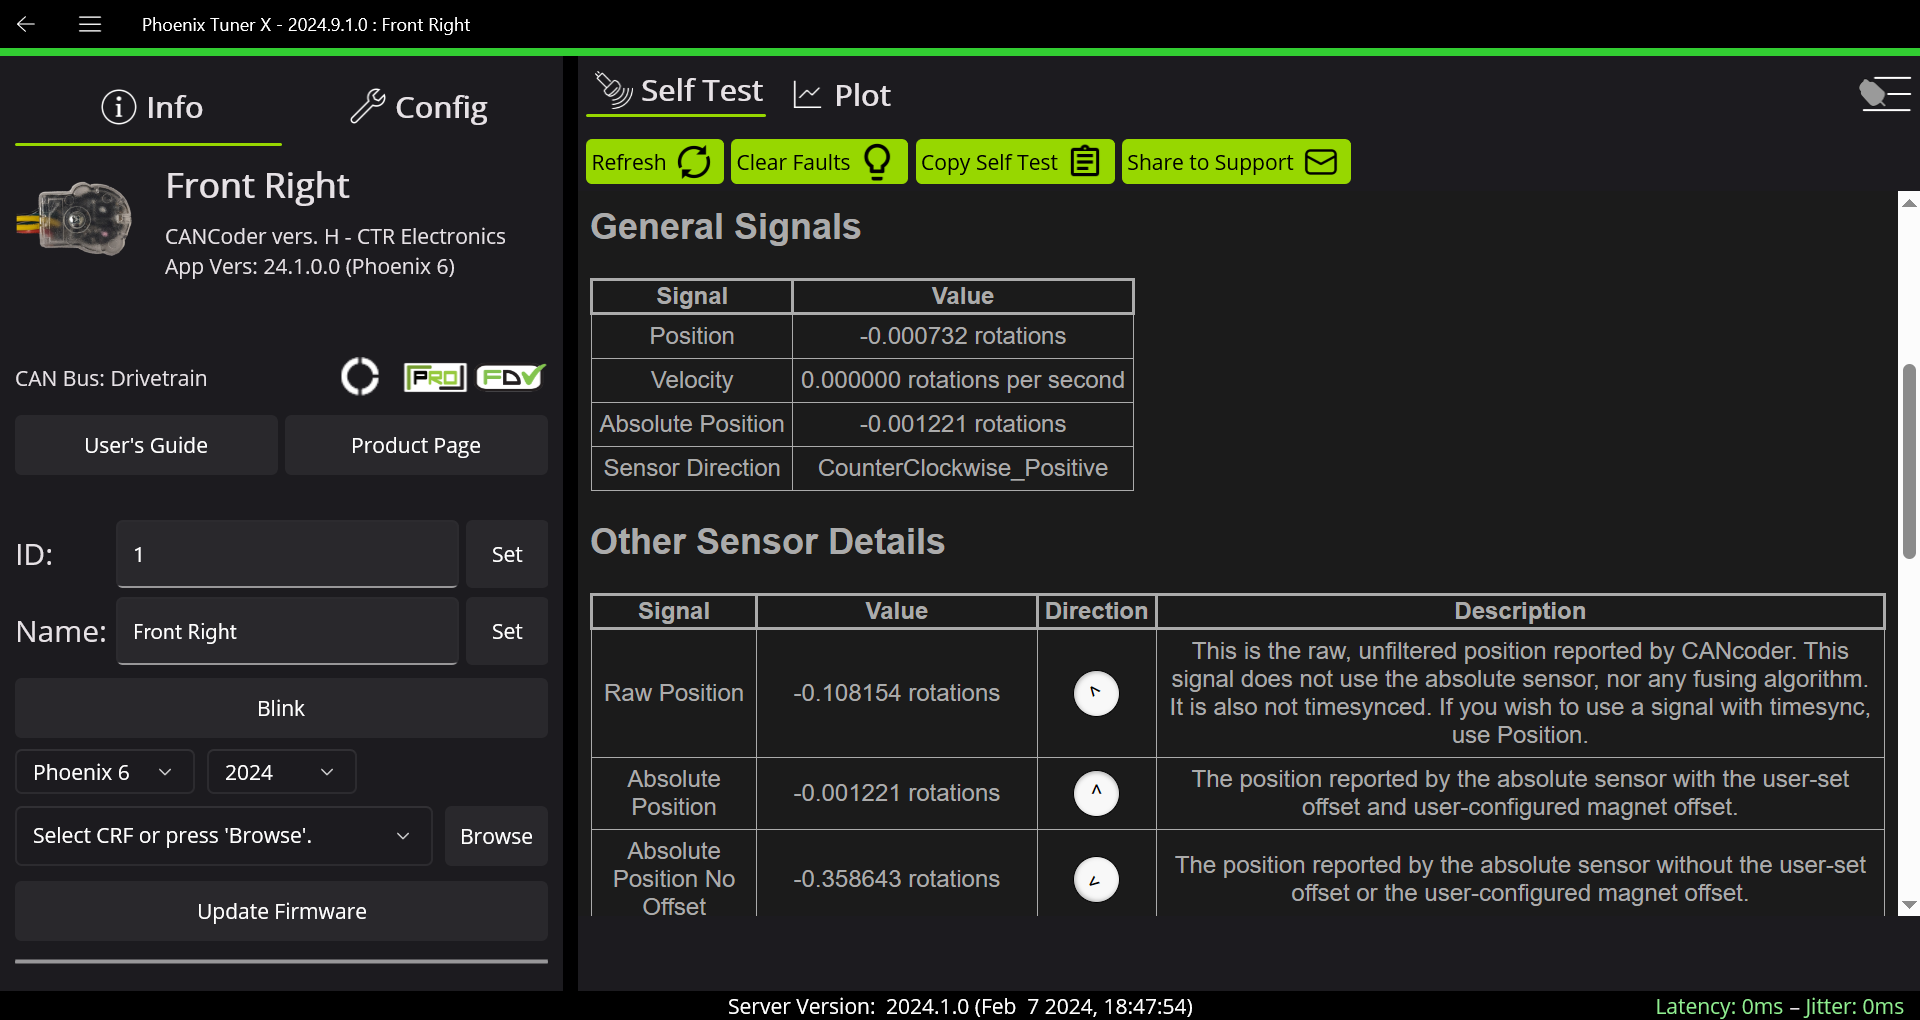 Phoenix Tuner X - 2024.9.1.0 : Front Right
Info
Config
Front Right
CANCoder vers. H - CTR Electronics
App Vers: 24.1.0.0 (Phoenix 6)
CAN Bus: Drivetrain
PRO
FD
User's Guide
Product Page
ID:
1
Set
Name:
Front Right
Set
Blink
Phoenix 6
2024
Select CRF or press 'Browse'.
Browse
Update Firmware
Self Test
Plot
Refresh
Clear Faults
Copy Self Test
Share to Support
General Signals
Signal Value
Position -0.000732 rotations
Velocity 0.000000 rotations per second
Absolute Position -0.001221 rotations
Sensor Direction CounterClockwise_Positive
Other Sensor Details
Signal Value Direction Description
Raw Position -0.108154 rotations
This is the raw, unfiltered position reported by CANcoder. This
signal does not use the absolute sensor, nor any fusing algorithm.
It is also not timesynced. If you wish to use a signal with timesync,
use Position.
Absolute
Position
-0.001221 rotations
The position reported by the absolute sensor with the user-set
offset and user-configured magnet offset.
Absolute
Position No
Offset
-0.358643 rotations
The position reported by the absolute sensor without the user-set
offset or the user-configured magnet offset.
Server Version: 2024.1.0 (Feb 7 2024, 18:47:54)
Latency: 0ms – Jitter: 0ms